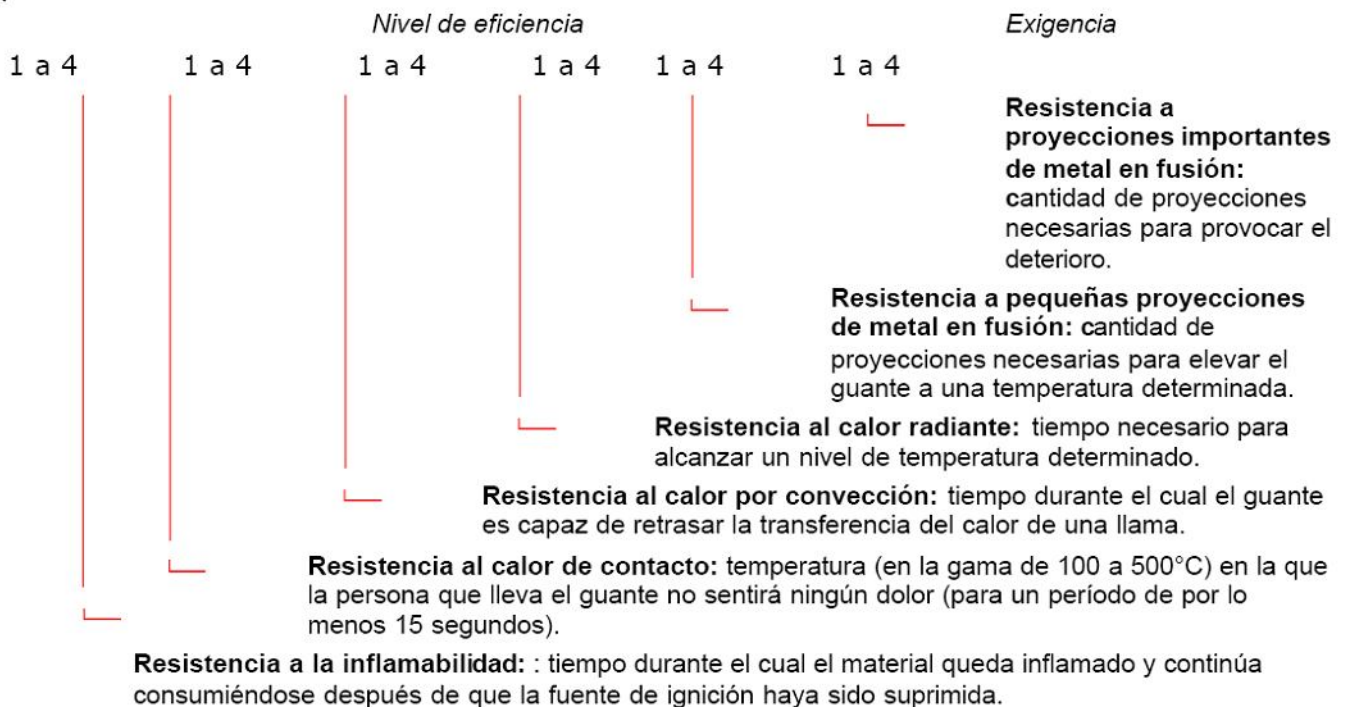 Nivel de eficiencia Exigencia
1 a 4 1 a 4 1 a 4 1 a 4 1 a 4 1 a 4
Resistencia a
proyecciones importantes
de metal en fusión:
cantidad de proyecciones
necesarias para provocar el
deterioro.
Resistencia a pequeñas proyecciones
de metal en fusión: cantidad de
proyecciones necesarias para elevar el
guante a una temperatura determinada.
Resistencia al calor radiante: tiempo necesario para
alcanzar un nivel de temperatura determinado.
Resistencia al calor por convección: tiempo durante el cual el guante
es capaz de retrasar la transferencia del calor de una llama.
Resistencia al calor de contacto: temperatura (en la gama de 100 a 500°C) en la que
la persona que lleva el guante no sentirá ningún dolor (para un período de por lo
menos 15 segundos).
Resistencia a la inflamabilidad: : tiempo durante el cual el material queda inflamado y continúa
consumiéndose después de que la fuente de ignición haya sido suprimida.